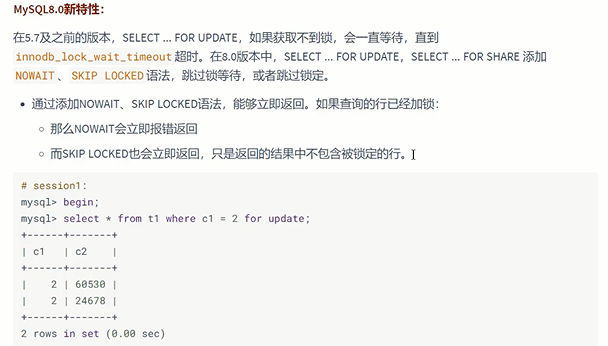 MySQL8.0新特性：
在5.7及之前的版本，SELECT ... FOR UPDATE，如果获取不到锁，会一直等待，直到
innodb_lock_wait_timeout 超时。在8.0版本中，SELECT ... FOR UPDATE，SELECT ... FOR SHARE 添加
NOWAIT 、 SKIP LOCKED 语法，跳过锁等待，或者跳过锁定。
• 通过添加NOWAIT、SKIP LOCKED语法，能够立即返回。如果查询的行已经加锁：
○ 那么NOWAIT会立即报错返回
○ 而SKIP LOCKED也会立即返回，只是返回的结果中不包含被锁定的行。
# session1:
mysql> begin;
mysql> select * from t1 where c1 = 2 for update;
+------+-------+
| c1   | c2    |
+------+-------+
|    2 | 60530 |
|    2 | 24678 |
+------+-------+
2 rows in set (0.00 sec)